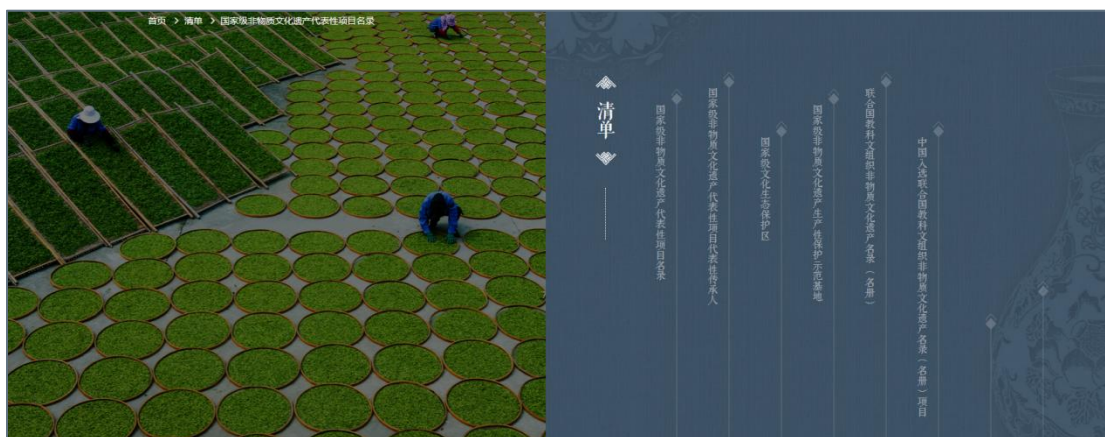 首页 > 清单 > 国家级非物质文化遗产代表性项目名录
清单
国家级非物质文化遗产代表性项目名录
国家级非物质文化遗产代表性项目代表性传承人
国家级文化生态保护区
国家级非物质文化遗产生产性保护示范基地
联合国教科文组织非物质文化遗产名录（名册）
中国入选联合国教科文组织非物质文化遗产名录（名册）项目